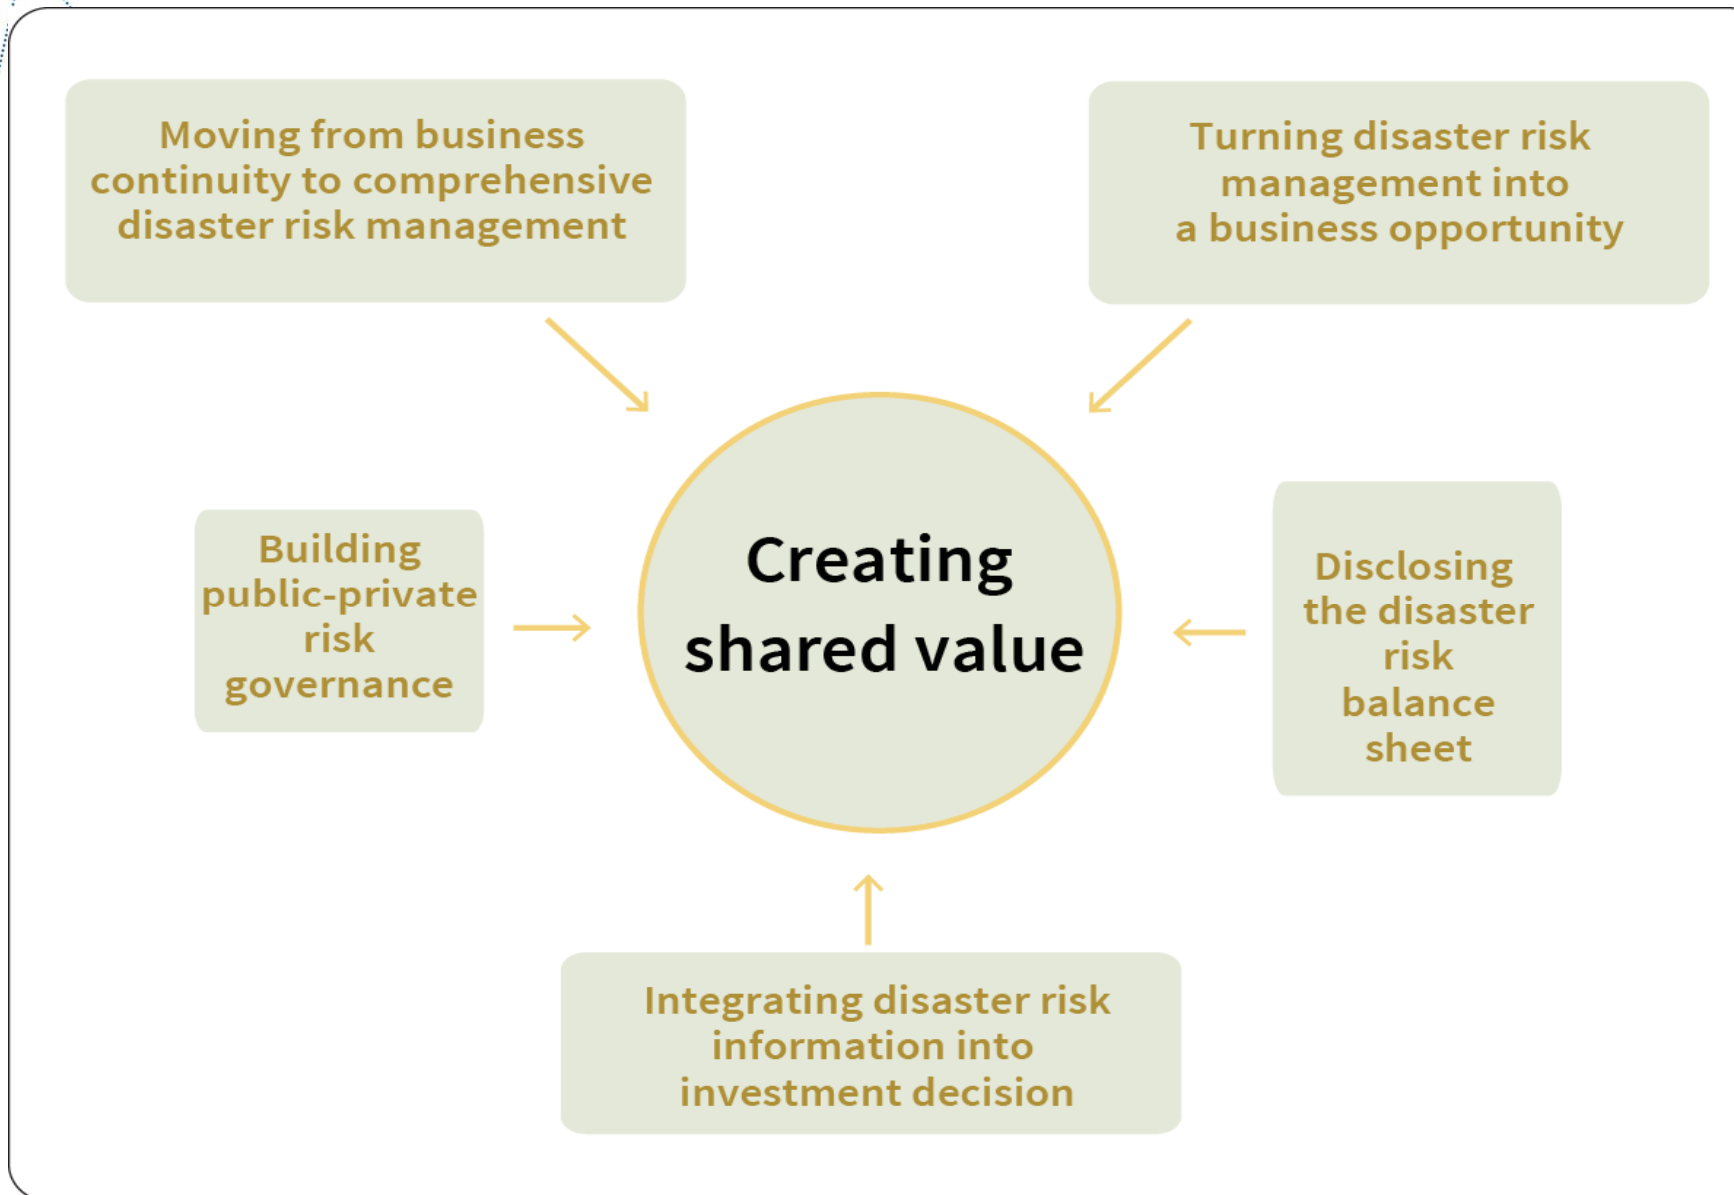 Moving from business
continuity to comprehensive
disaster risk management
Turning disaster risk
management into
a business opportunity
Building
public-private
risk
governance
Creating
shared value
Disclosing
the disaster
risk
balance
sheet
Integrating disaster risk
information into
investment decision